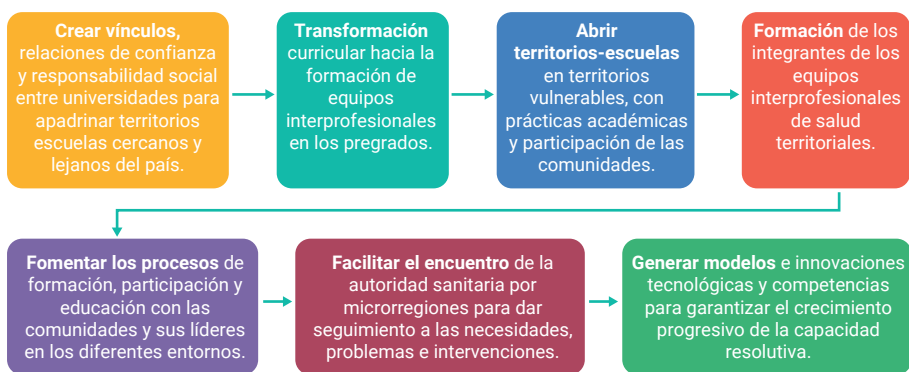 Crear vínculos,
relaciones de confianza
y responsabilidad social
entre universidades para
apadrinar territorios
escuelas cercanos y
lejanos del país.
Transformación
curricular hacia la
formación de
equipos
interprofesionales
en los pregrados.
Abrir
territorios-escuelas
en territorios
vulnerables, con
prácticas académicas
y participación de las
comunidades.
Formación de los
integrantes de los
equipos
interprofesionales
de salud
territoriales.
Fomentar los procesos de
formación, participación y
educación con las
comunidades y sus líderes
en los diferentes entornos.
Facilitar el encuentro de la
autoridad sanitaria por
microrregiones para dar
seguimiento a las necesidades,
problemas e intervenciones.
Generar modelos e innovaciones
tecnológicas y competencias
para garantizar el crecimiento
progresivo de la capacidad
resolutiva.